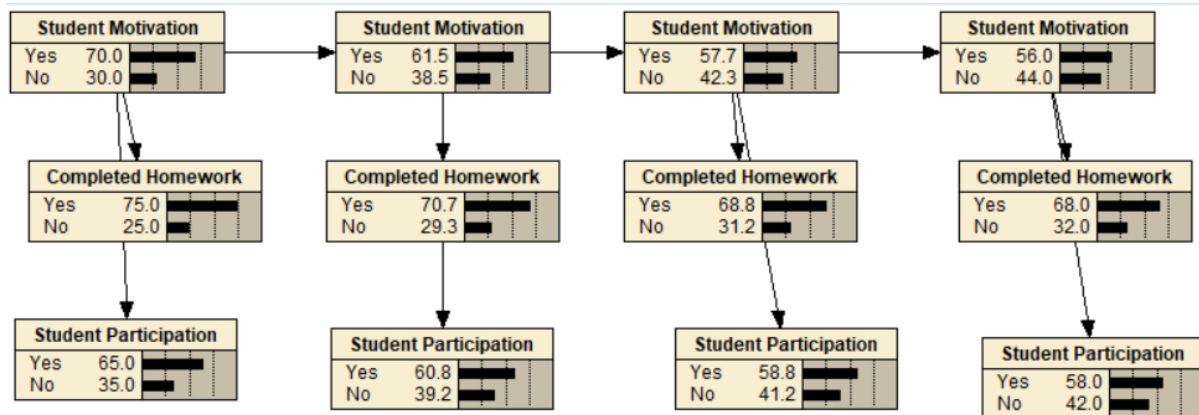 Student Motivation
Yes 70.0
No 30.0
Student Motivation
Yes 61.5
No 38.5
Student Motivation
Yes 57.7
No 42.3
Student Motivation
Yes 56.0
No 44.0
Completed Homework
Yes 75.0
No 25.0
Completed Homework
Yes 70.7
No 29.3
Completed Homework
Yes 68.8
No 31.2
Completed Homework
Yes 68.0
No 32.0
Student Participation
Yes 65.0
No 35.0
Student Participation
Yes 60.8
No 39.2
Student Participation
Yes 58.8
No 41.2
Student Participation
Yes 58.0
No 42.0